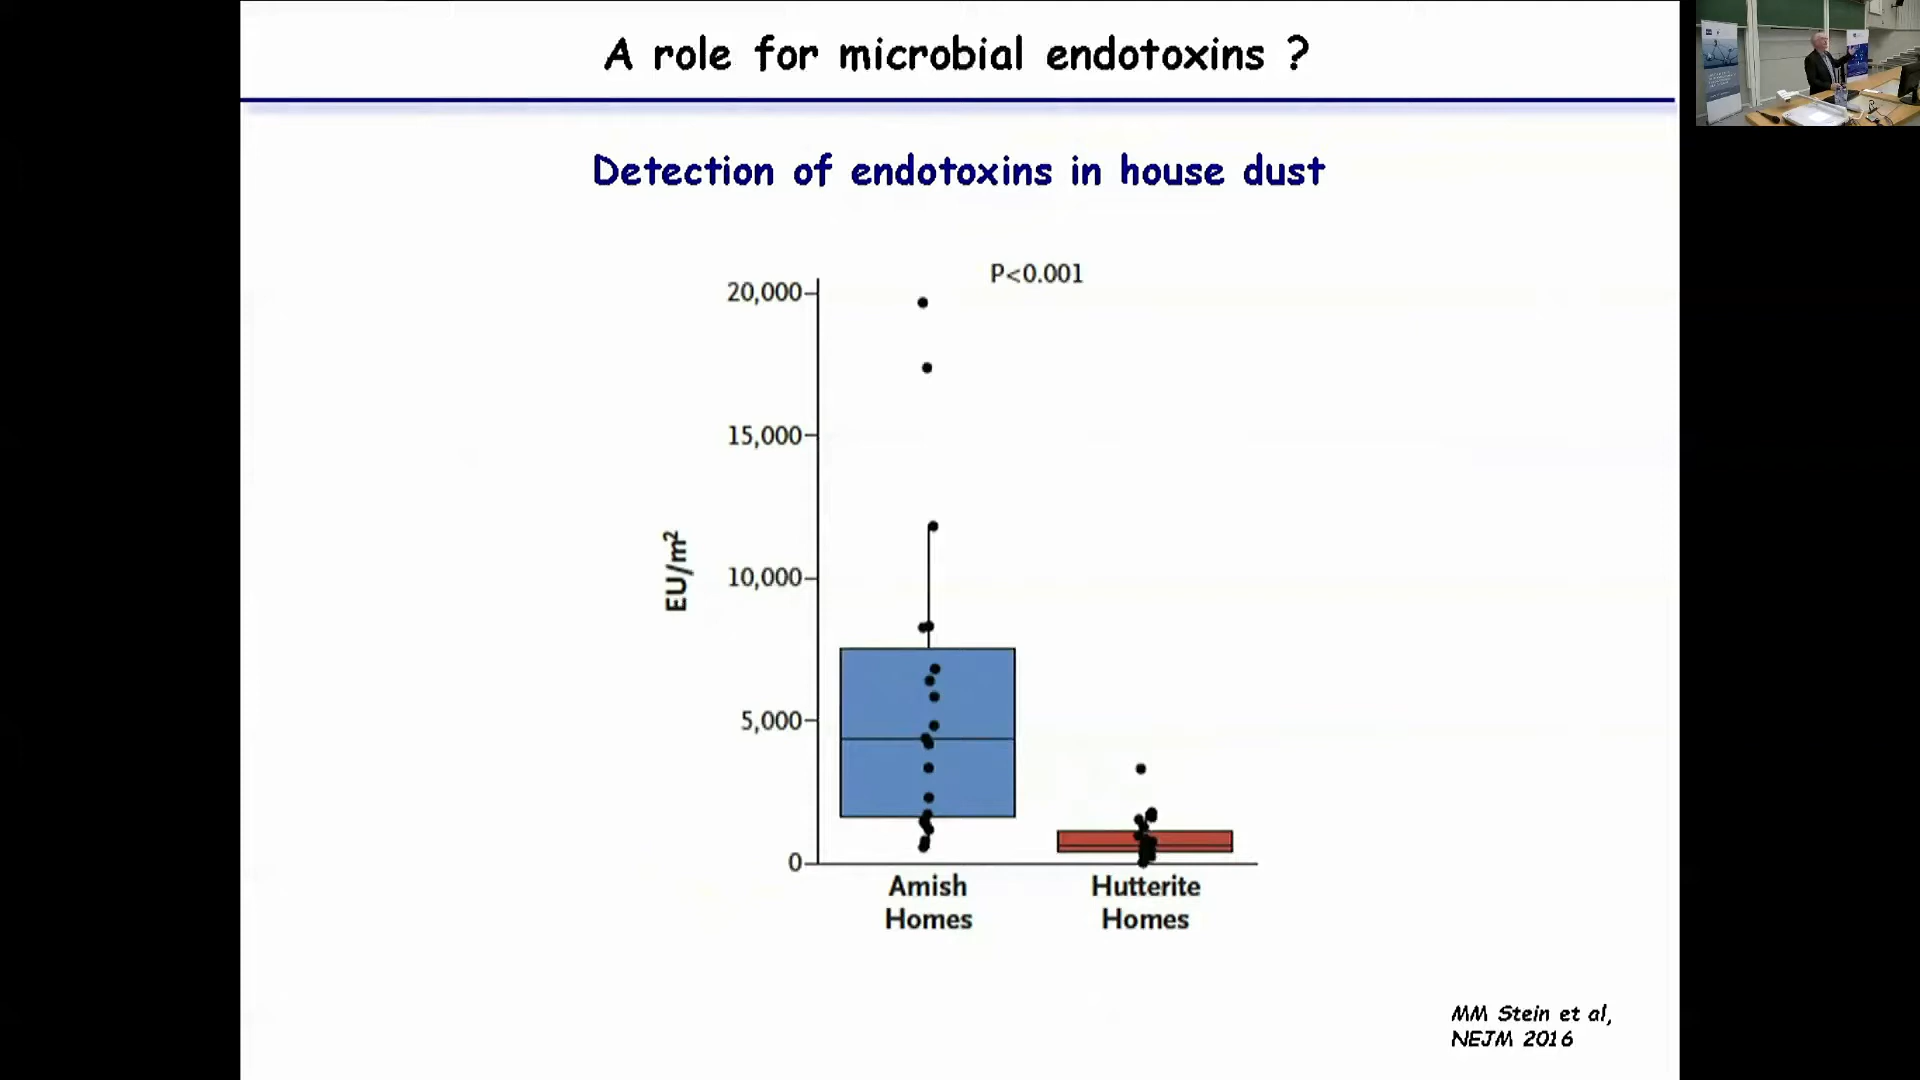 A role for microbial endotoxins ?
Detection of endotoxins in house dust
P<0.001
20,000
15,000
10,000
5,000
0
EU/m²
Amish
Homes
Hutterite
Homes
MM Stein et al,
NEJM 2016